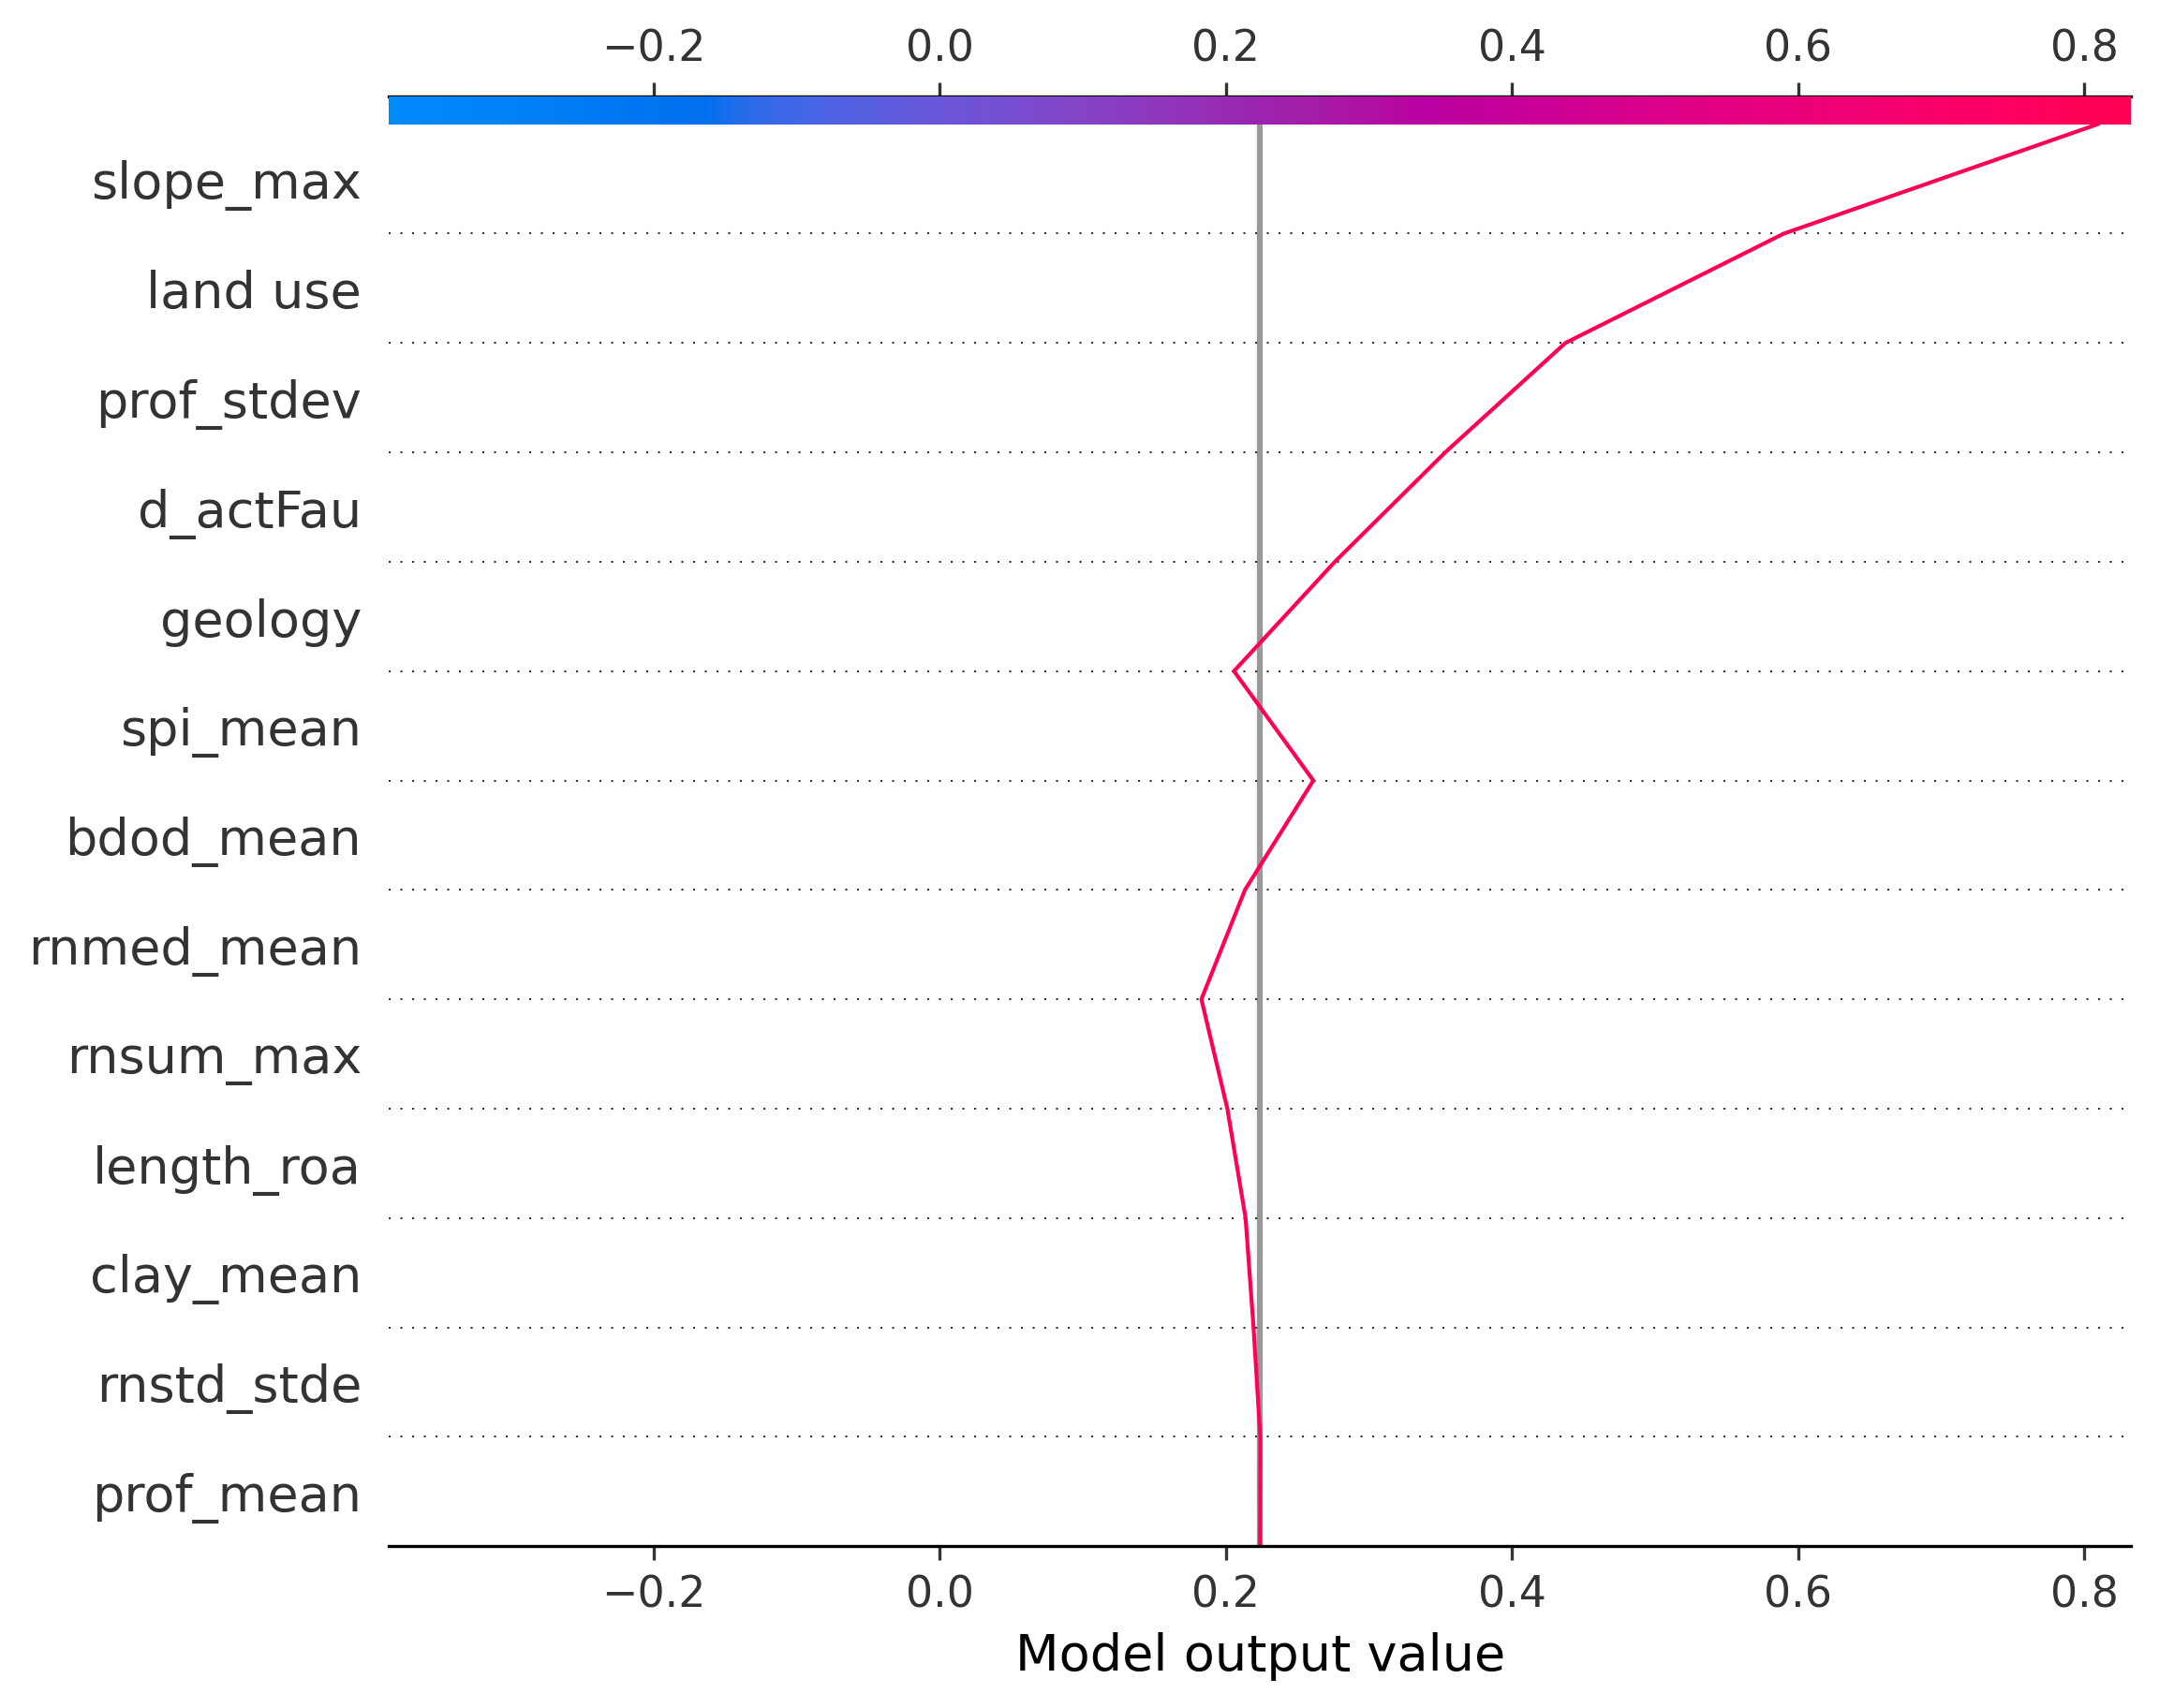 −0.2 0.0 0.2 0.4 0.6 0.8
slope_max
land use
prof_stdev
d_actFau
geology
spi_mean
bdod_mean
rnmed_mean
rnsum_max
length_roa
clay_mean
rnstd_stde
prof_mean
−0.2 0.0 0.2 0.4 0.6 0.8
Model output value